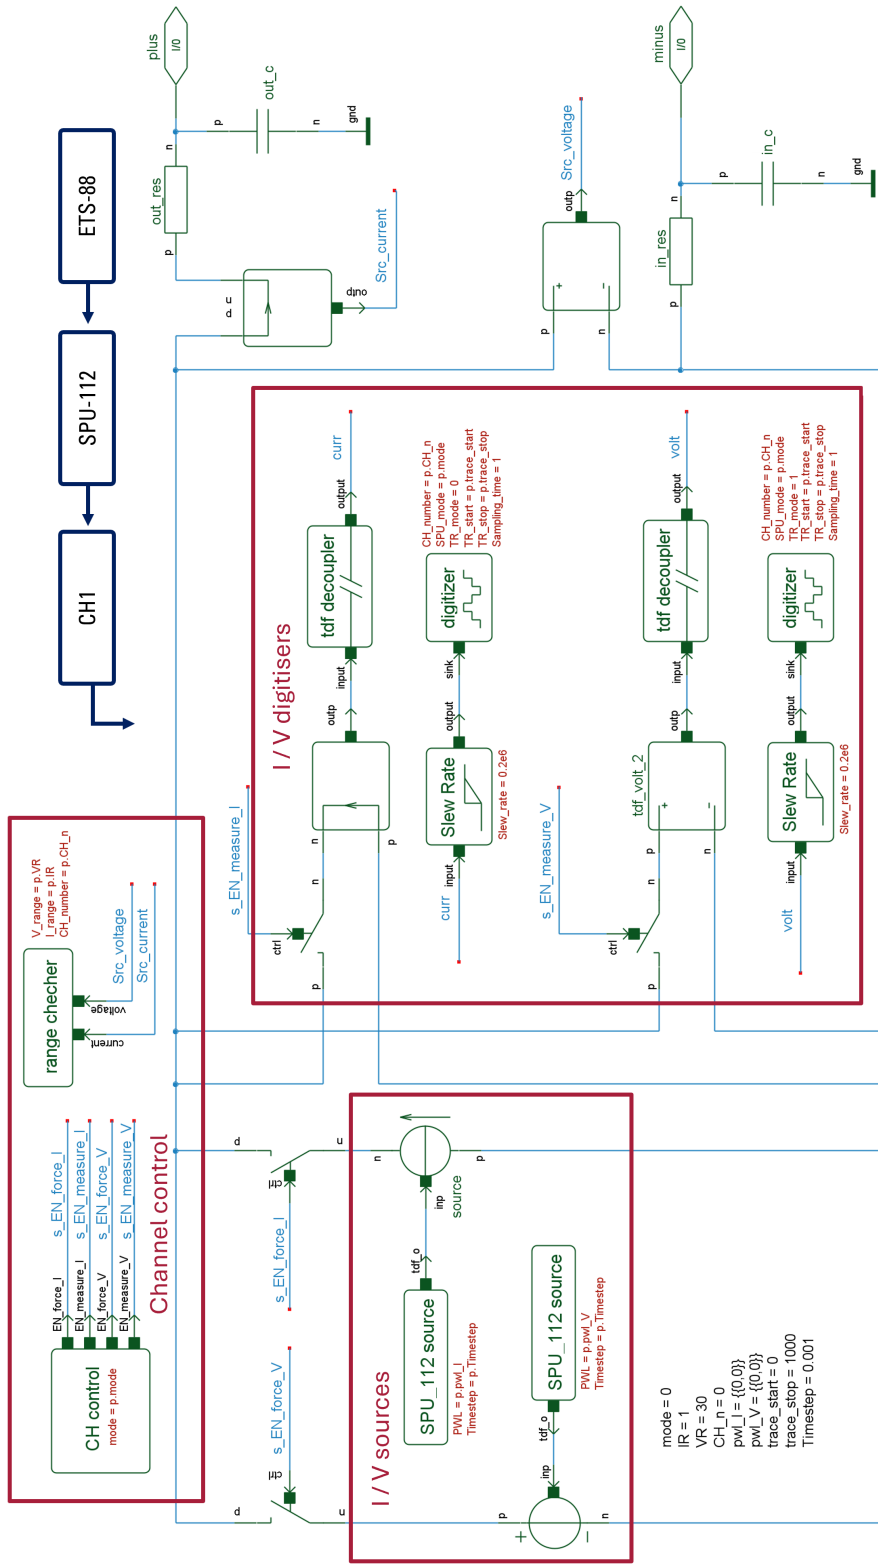 ETS-88
SPU-112
CH1
plus
I/0
n
out_res
p
out_c
p
n
gnd
n
p
outp
Src_current
minus
I/0
n
in_res
p
in_c
p
n
gnd
Src_voltage
outp
+
−
p
n
Channel control
CH control
mode = p.mode
EN_force_I
EN_measure_I
EN_force_V
EN_measure_V
s_EN_force_I
s_EN_measure_I
s_EN_force_V
s_EN_measure_V
range checher
current
voltage
Src_voltage
Src_current
V_range = p.VR
I_range = p.IR
CH_number = p.CH_n
I / V digitisers
s_EN_measure_I
ctrl
p
n
n
p
outp
input
tdf decoupler
output
curr
curr
input
Slew Rate
Slew_rate = 0.2e6
output
sink
digitizer
CH_number = p.CH_n
SPU_mode = p.mode
TR_mode = 0
TR_start = p.trace_start
TR_stop = p.trace_stop
Sampling_time = 1
s_EN_measure_V
ctrl
p
n
p
n
tdf_volt_2
+
−
outp
input
tdf decoupler
output
volt
volt
input
Slew Rate
Slew_rate = 0.2e6
output
sink
digitizer
CH_number = p.CH_n
SPU_mode = p.mode
TR_mode = 1
TR_start = p.trace_start
TR_stop = p.trace_stop
Sampling_time = 1
I / V sources
p
ctrl
n
s_EN_force_V
p
ctrl
n
s_EN_force_I
SPU_112 source
PWL = p.pwl_I
Timestep = p.Timestep
tdf_o
inp
source
n
p
SPU_112 source
PWL = p.pwl_V
Timestep = p.Timestep
tdf_o
inp
p
n
+
−
mode = 0
IR = 1
VR = 30
CH_n = 0
pwl_I = {{0,0}}
pwl_V = {{0,0}}
trace_start = 0
trace_stop = 1000
Timestep = 0.001